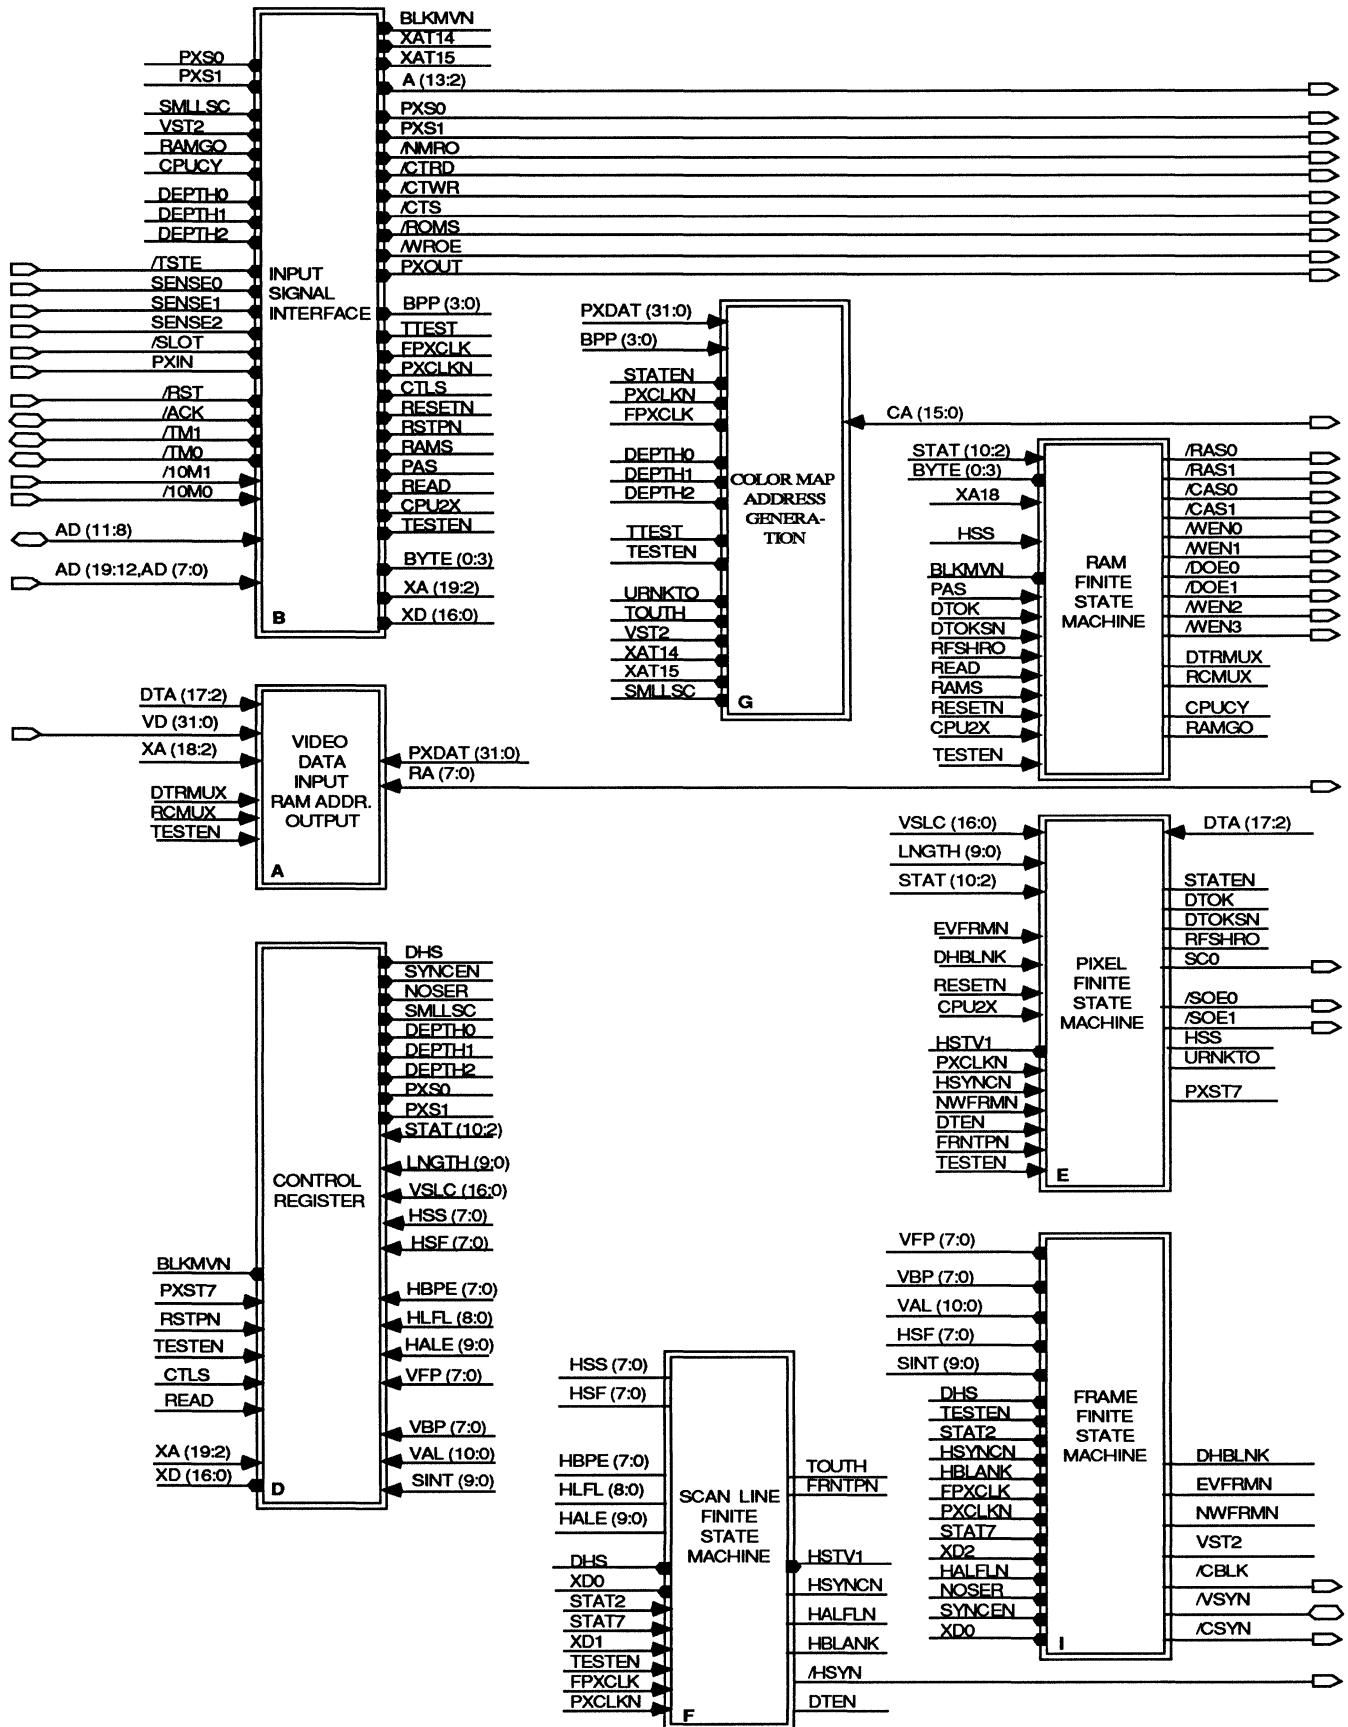 BLKMVN
XAT14
XAT15
A (13:2)
PXS0
PXS1
/NMRO
/CTRD
/CTWR
/CTS
/ROMS
/WROE
PXOUT
BPP (3:0)
TTEST
FPXCLK
PXCLKN
CTLS
RESETN
RSTPN
RAMS
PAS
READ
CPU2X
TESTEN
BYTE (0:3)
XA (19:2)
XD (16:0)
PXS0
PXS1
SMLLSC
VST2
RAMGO
CPUCY
DEPTH0
DEPTH1
DEPTH2
/TSTE
SENSE0
SENSE1
SENSE2
/SLOT
PXIN
/RST
/ACK
/TM1
/TM0
/10M1
/10M0
AD (11:8)
AD (19:12,AD (7:0)
INPUT
SIGNAL
INTERFACE
B
PXDAT (31:0)
BPP (3:0)
STATEN
PXCLKN
FPXCLK
DEPTH0
DEPTH1
DEPTH2
TTEST
TESTEN
URNKTO
TOUTH
VST2
XAT14
XAT15
SMLLSC
COLOR MAP
ADDRESS
GENERA-
TION
G
CA (15:0)
STAT (10:2)
BYTE (0:3)
XA18
HSS
BLKMVN
PAS
DTOK
DTOKSN
RFSHRO
READ
RAMS
RESETN
CPU2X
TESTEN
RAM
FINITE
STATE
MACHINE
/RAS0
/RAS1
/CAS0
/CAS1
/WEN0
/WEN1
/DOE0
/DOE1
/WEN2
/WEN3
DTRMUX
RCMUX
CPUCY
RAMGO
DTA (17:2)
VD (31:0)
XA (18:2)
DTRMUX
RCMUX
TESTEN
VIDEO
DATA
INPUT
RAM ADDR.
OUTPUT
A
PXDAT (31:0)
RA (7:0)
VSLC (16:0)
LNGTH (9:0)
STAT (10:2)
EVFRMN
DHBLNK
RESETN
CPU2X
HSTV1
PXCLKN
HSYNCN
NWFRMN
DTEN
FRNTPN
TESTEN
PIXEL
FINITE
STATE
MACHINE
E
DTA (17:2)
STATEN
DTOK
DTOKSN
RFSHRO
SC0
/SOE0
/SOE1
HSS
URNKTO
PXST7
DHS
SYNCEN
NOSER
SMLLSC
DEPTH0
DEPTH1
DEPTH2
PXS0
PXS1
STAT (10:2)
LNGTH (9:0)
VSLC (16:0)
HSS (7:0)
HSF (7:0)
HBPE (7:0)
HLFL (8:0)
HALE (9:0)
VFP (7:0)
VBP (7:0)
VAL (10:0)
SINT (9:0)
CONTROL
REGISTER
BLKMVN
PXST7
RSTPN
TESTEN
CTLS
READ
XA (19:2)
XD (16:0)
D
HSS (7:0)
HSF (7:0)
HBPE (7:0)
HLFL (8:0)
HALE (9:0)
DHS
XD0
STAT2
STAT7
XD1
TESTEN
FPXCLK
PXCLKN
SCAN LINE
FINITE
STATE
MACHINE
F
TOUTH
FRNTPN
HSTV1
HSYNCN
HALFLN
HBLANK
/HSYN
DTEN
VFP (7:0)
VBP (7:0)
VAL (10:0)
HSF (7:0)
SINT (9:0)
DHS
TESTEN
STAT2
HSYNCN
HBLANK
FPXCLK
PXCLKN
STAT7
XD2
HALFLN
NOSER
SYNCEN
XD0
FRAME
FINITE
STATE
MACHINE
I
DHBLNK
EVFRMN
NWFRMN
VST2
/CBLK
/VSYN
/CSYN